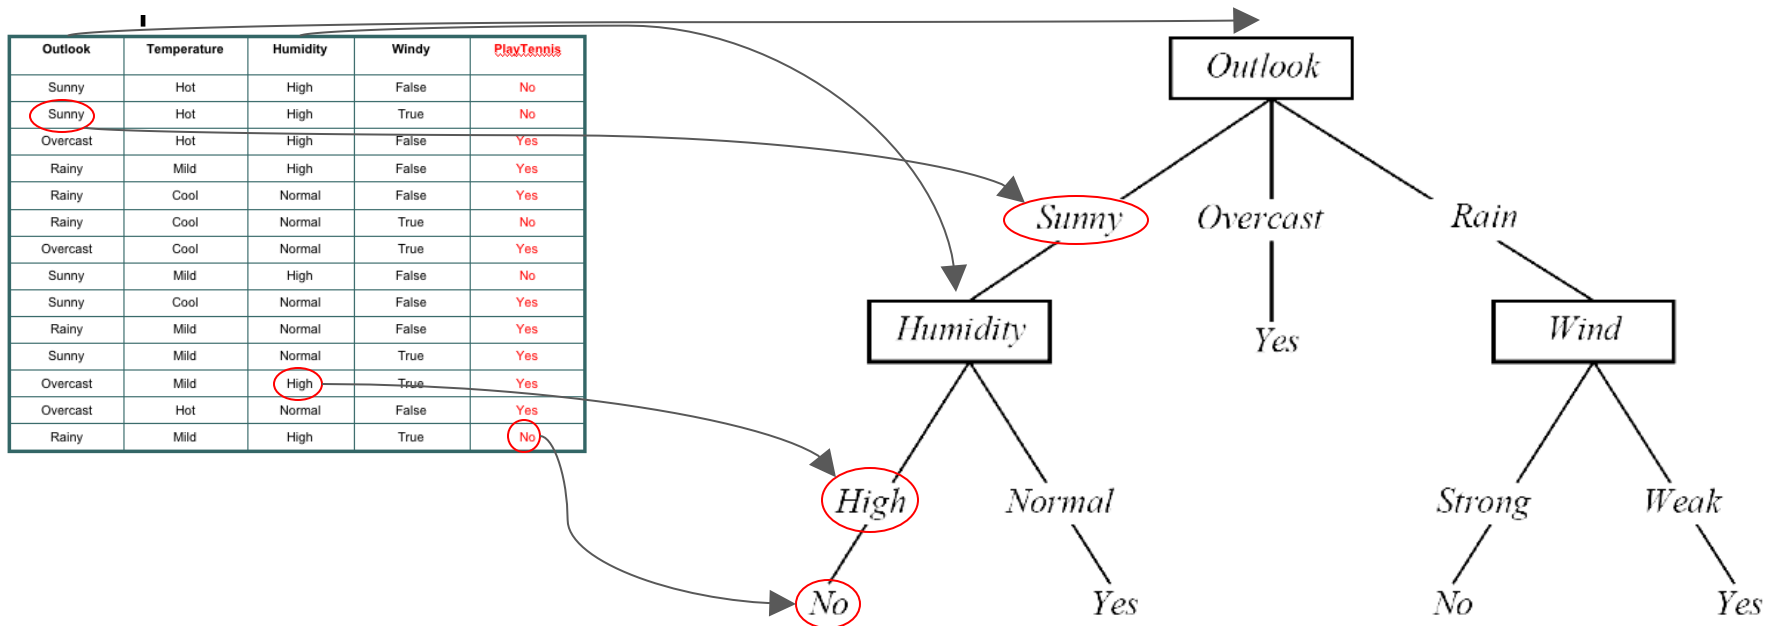 Outlook Temperature Humidity Windy PlayTennis
Sunny Hot High False No
Sunny Hot High True No
Overcast Hot High False Yes
Rainy Mild High False Yes
Rainy Cool Normal False Yes
Rainy Cool Normal True No
Overcast Cool Normal True Yes
Sunny Mild High False No
Sunny Cool Normal False Yes
Rainy Mild Normal False Yes
Sunny Mild Normal True Yes
Overcast Mild High True Yes
Overcast Hot Normal False Yes
Rainy Mild High True No
Outlook
Sunny Overcast Rain
Humidity Yes Wind
High Normal Strong Weak
No Yes No Yes